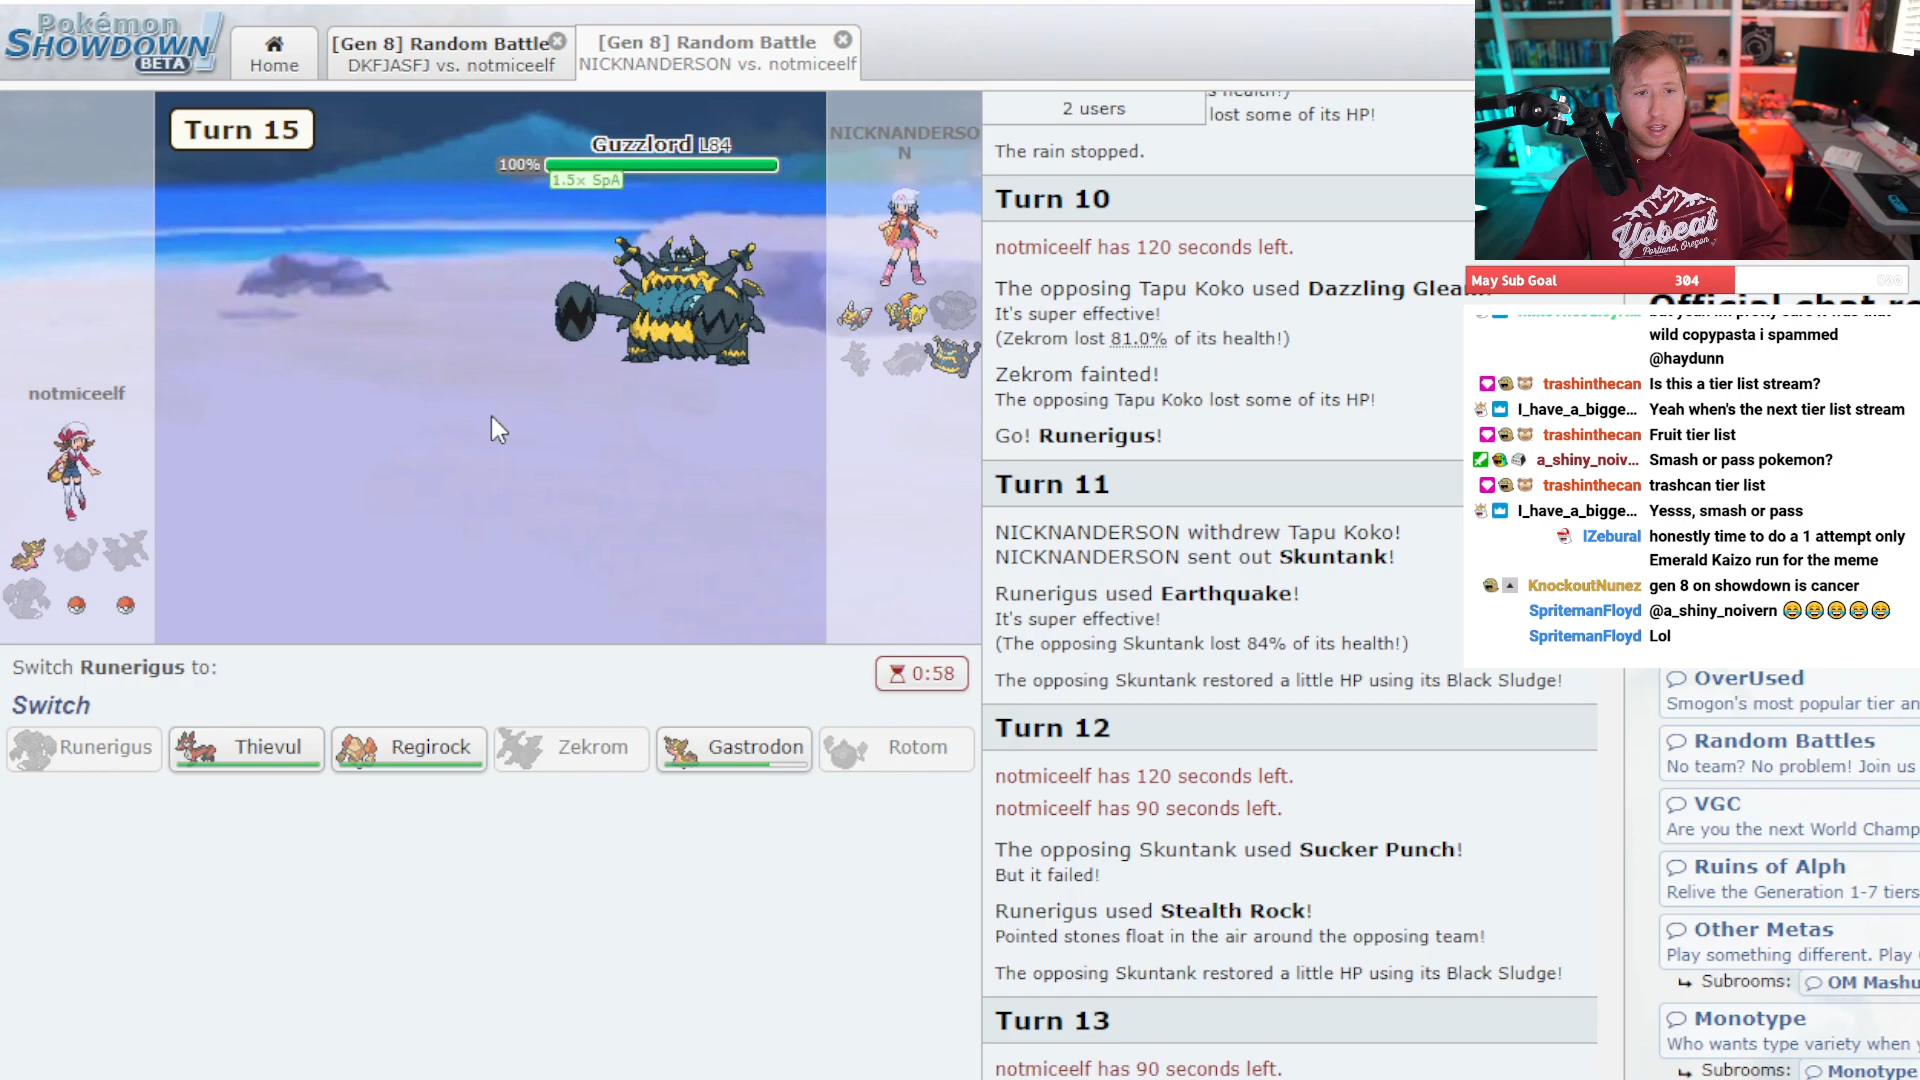 Pokémon
SHOWDOWN!
BETA
Home
[Gen 8] Random Battle
DKFJASFJ vs. notmiceelf
[Gen 8] Random Battle
NICKNANDERSON vs. notmiceelf
Turn 15
Guzzlord L84
100%
1.5× SpA
NICKNANDERSO
N
notmiceelf
Switch Runerigus to:
0:58
Switch
Runerigus
Thievul
Regirock
Zekrom
Gastrodon
Rotom
2 users
s health!)
lost some of its HP!
The rain stopped.
Turn 10
notmiceelf has 120 seconds left.
The opposing Tapu Koko used Dazzling Gleam!
It's super effective!
(Zekrom lost 81.0% of its health!)
Zekrom fainted!
The opposing Tapu Koko lost some of its HP!
Go! Runerigus!
Turn 11
NICKNANDERSON withdrew Tapu Koko!
NICKNANDERSON sent out Skuntank!
Runerigus used Earthquake!
It's super effective!
(The opposing Skuntank lost 84% of its health!)
The opposing Skuntank restored a little HP using its Black Sludge!
Turn 12
notmiceelf has 120 seconds left.
notmiceelf has 90 seconds left.
The opposing Skuntank used Sucker Punch!
But it failed!
Runerigus used Stealth Rock!
Pointed stones float in the air around the opposing team!
The opposing Skuntank restored a little HP using its Black Sludge!
Turn 13
notmiceelf has 90 seconds left.
Yobeat
Portland, Oregon
May Sub Goal 304 500
Official chat ro
wild copypasta i spammed
@haydunn
trashinthecan Is this a tier list stream?
I_have_a_bigge... Yeah when's the next tier list stream
trashinthecan Fruit tier list
a_shiny_noiv... Smash or pass pokemon?
trashinthecan trashcan tier list
I_have_a_bigge... Yesss, smash or pass
IZebural honestly time to do a 1 attempt only
Emerald Kaizo run for the meme
KnockoutNunez gen 8 on showdown is cancer
SpritemanFloyd @a_shiny_noivern 😂😂😂😂😂
SpritemanFloyd Lol
OverUsed
Smogon's most popular tier an
Random Battles
No team? No problem! Join us
VGC
Are you the next World Champ
Ruins of Alph
Relive the Generation 1-7 tiers
Other Metas
Play something different. Play
Subrooms: OM Mashu
Monotype
Who wants type variety when y
Subrooms: Monotype